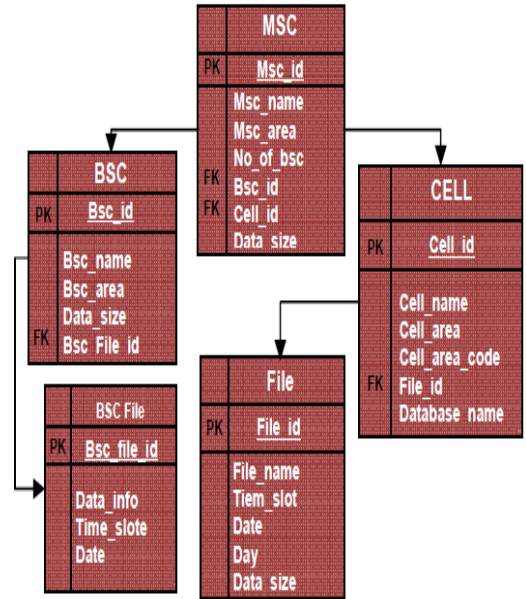 MSC
PK Msc_id
Msc_name
Msc_area
No_of_bsc
FK Bsc_id
FK Cell_id
Data_size
BSC
PK Bsc_id
Bsc_name
Bsc_area
Data_size
FK Bsc_File_id
CELL
PK Cell_id
Cell_name
Cell_area
Cell_area_code
FK File_id
Database_name
BSC File
PK Bsc_file_id
Data_info
Time_slote
Date
File
PK File_id
File_name
Tiem_slot
Date
Day
Data_size